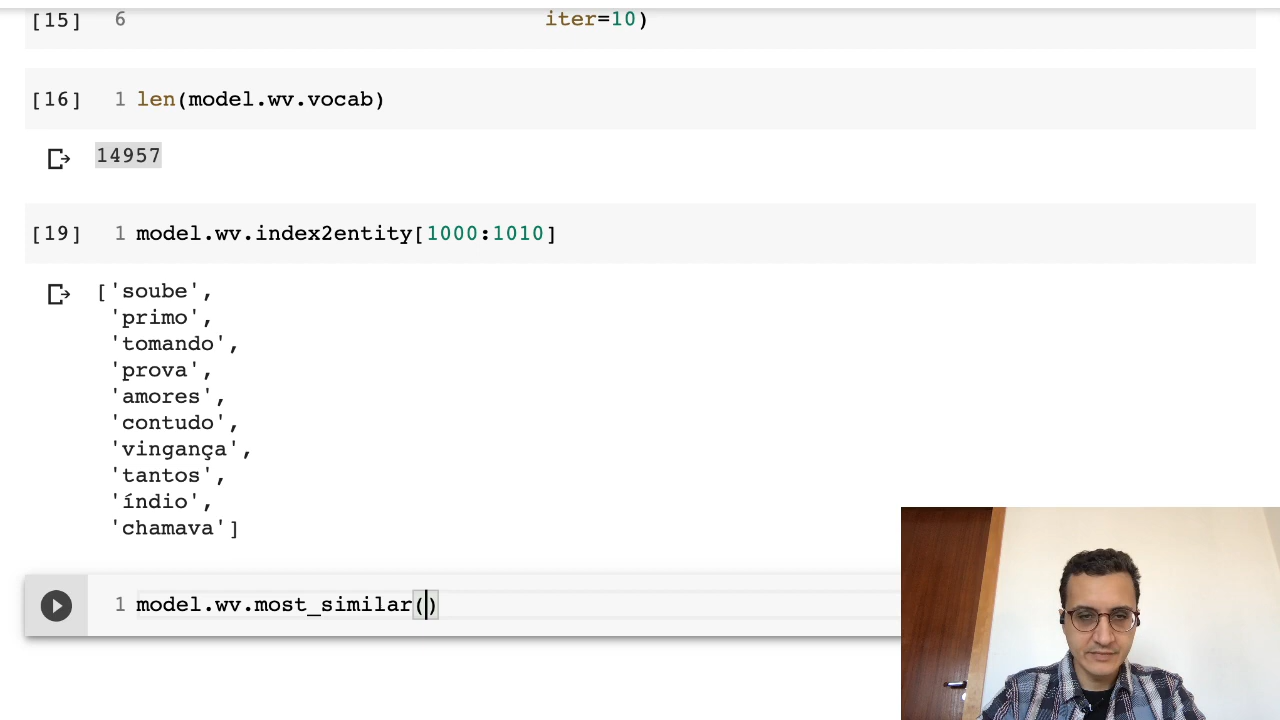 [15] 6 iter=10)
[16] 1 len(model.wv.vocab)
14957
[19] 1 model.wv.index2entity[1000:1010]
['soube',
'primo',
'tomando',
'prova',
'amores',
'contudo',
'vingança',
'tantos',
'índio',
'chamava']
1 model.wv.most_similar()